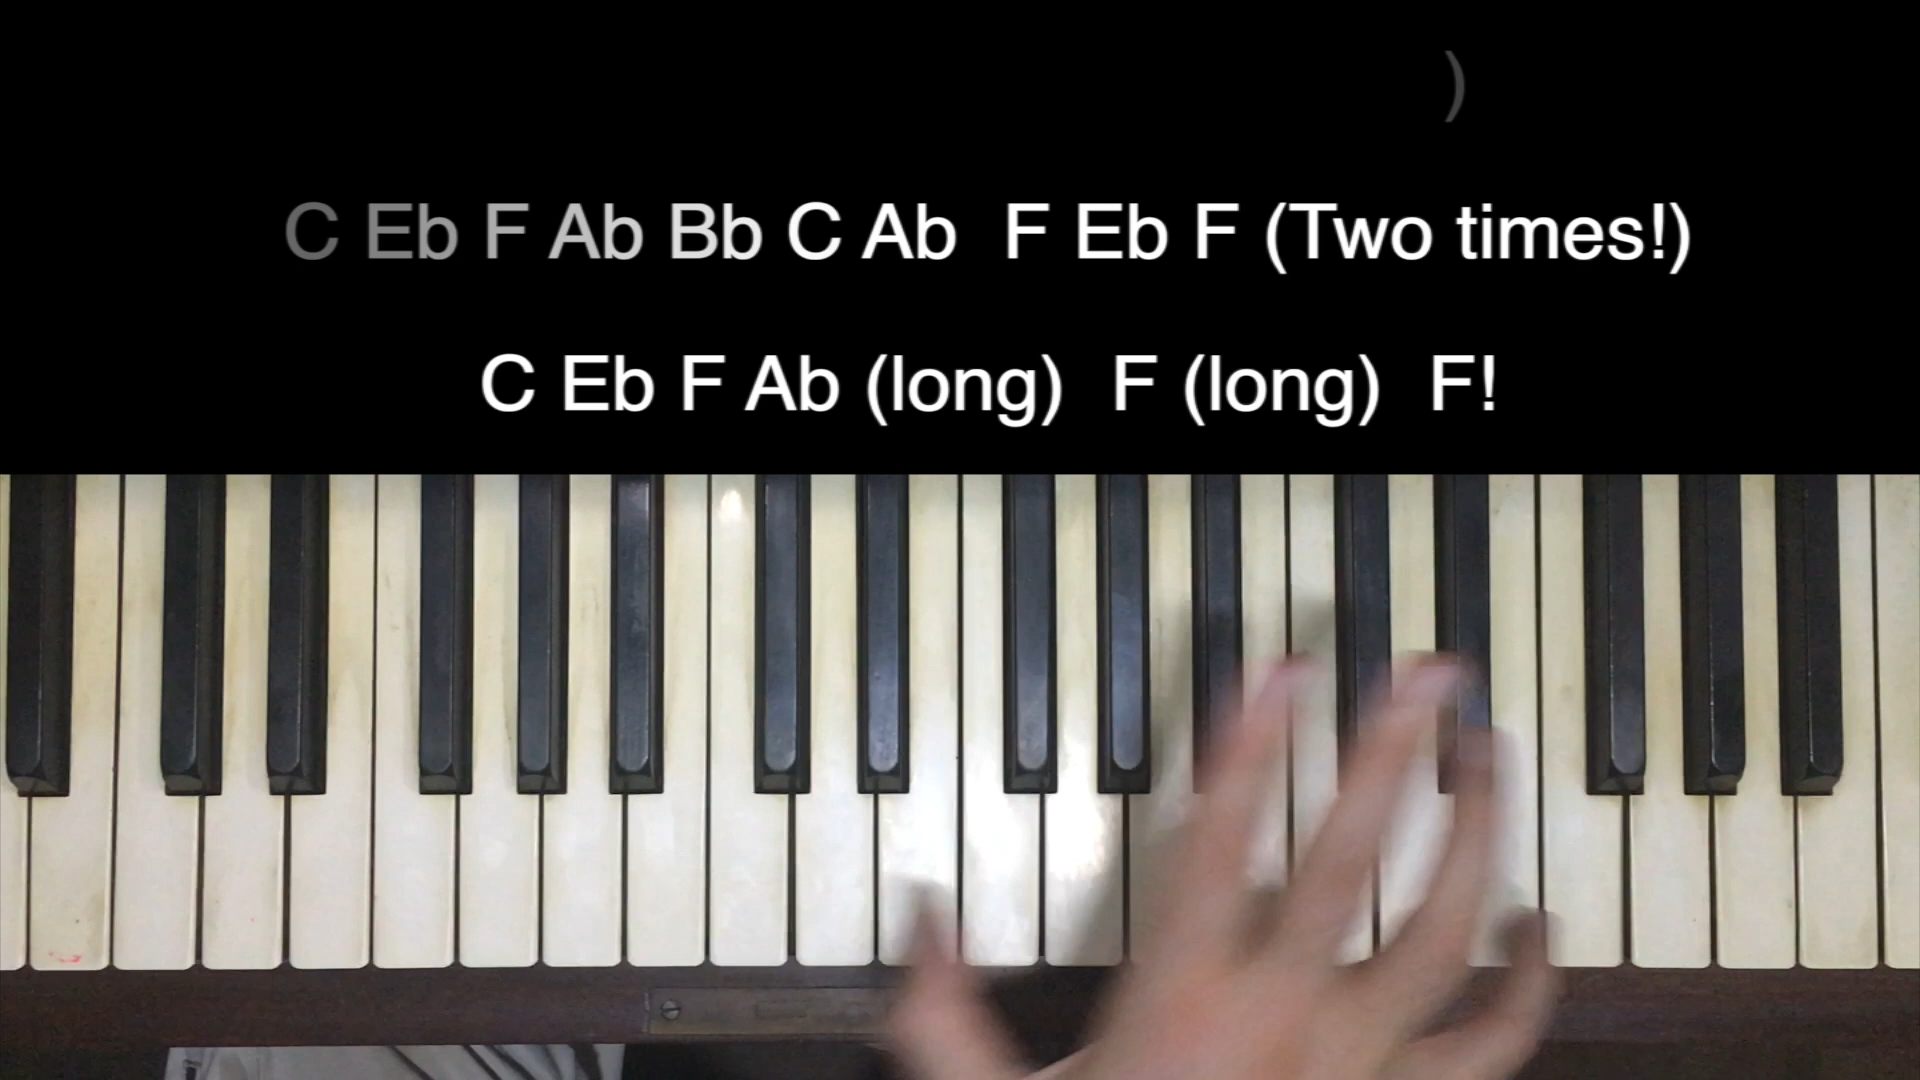 )
C Eb F Ab Bb C Ab F Eb F (Two times!)
C Eb F Ab (long) F (long) F!